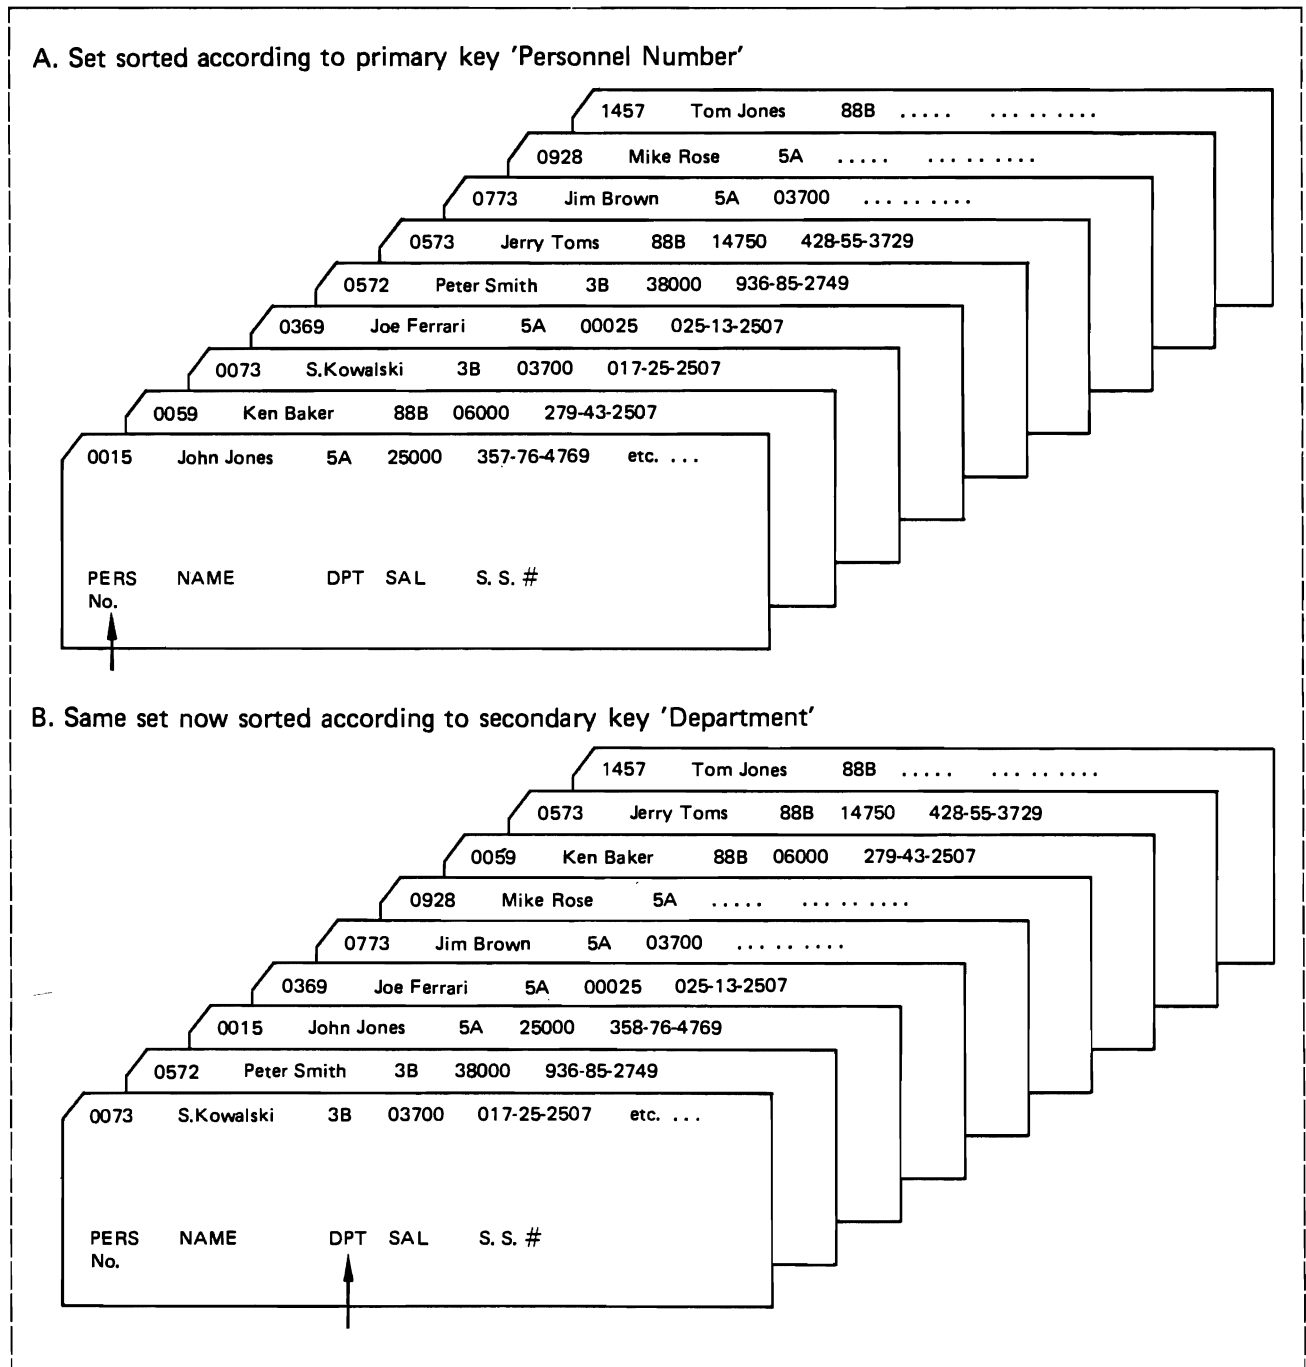 A. Set sorted according to primary key 'Personnel Number'
1457 Tom Jones 88B ..... ... .. ....
0928 Mike Rose 5A ..... ... .. ....
0773 Jim Brown 5A 03700 ... .. ....
0573 Jerry Toms 88B 14750 428-55-3729
0572 Peter Smith 3B 38000 936-85-2749
0369 Joe Ferrari 5A 00025 025-13-2507
0073 S.Kowalski 3B 03700 017-25-2507
0059 Ken Baker 88B 06000 279-43-2507
0015 John Jones 5A 25000 357-76-4769 etc. ...
PERS NAME DPT SAL S. S. #
No.
B. Same set now sorted according to secondary key 'Department'
1457 Tom Jones 88B ..... ... .. ....
0573 Jerry Toms 88B 14750 428-55-3729
0059 Ken Baker 88B 06000 279-43-2507
0928 Mike Rose 5A ..... ... .. ....
0773 Jim Brown 5A 03700 ... .. ....
0369 Joe Ferrari 5A 00025 025-13-2507
0015 John Jones 5A 25000 358-76-4769
0572 Peter Smith 3B 38000 936-85-2749
0073 S.Kowalski 3B 03700 017-25-2507 etc. ...
PERS NAME DPT SAL S. S. #
No.